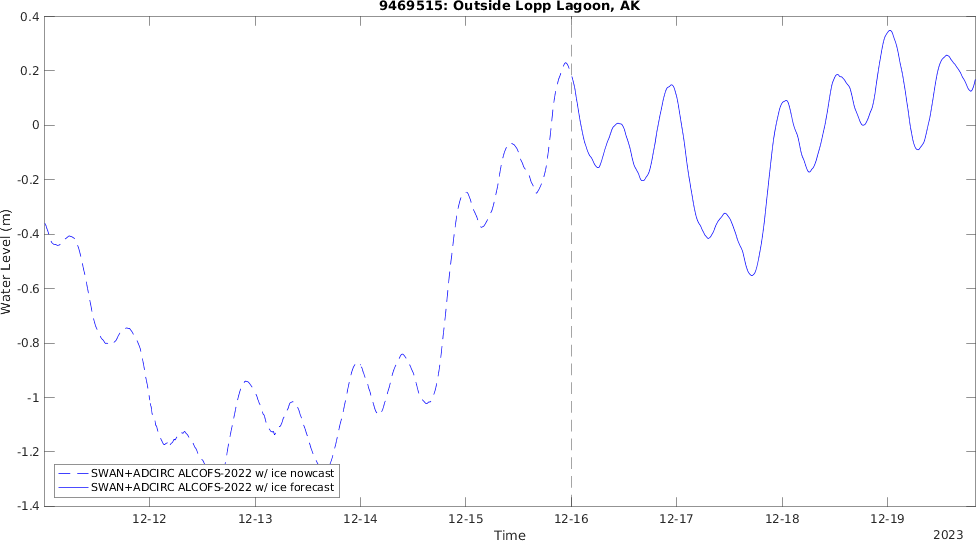 9469515: Outside Lopp Lagoon, AK
0.4
0.2
0
-0.2
-0.4
-0.6
-0.8
-1
-1.2
-1.4
Water Level (m)
SWAN+ADCIRC ALCOFS-2022 w/ ice nowcast
SWAN+ADCIRC ALCOFS-2022 w/ ice forecast
12-12 12-13 12-14 12-15 12-16 12-17 12-18 12-19
Time
2023